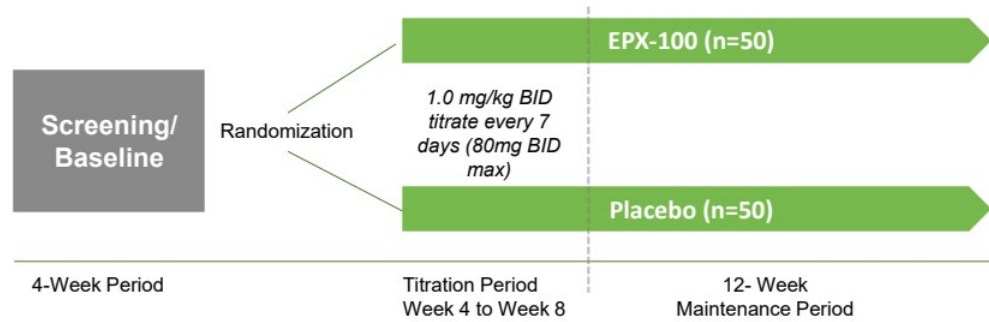 EPX-100 (n=50)
Screening/
Baseline
Randomization
1.0 mg/kg BID
titrate every 7
days (80mg BID
max)
Placebo (n=50)
4-Week Period
Titration Period
Week 4 to Week 8
12- Week
Maintenance Period